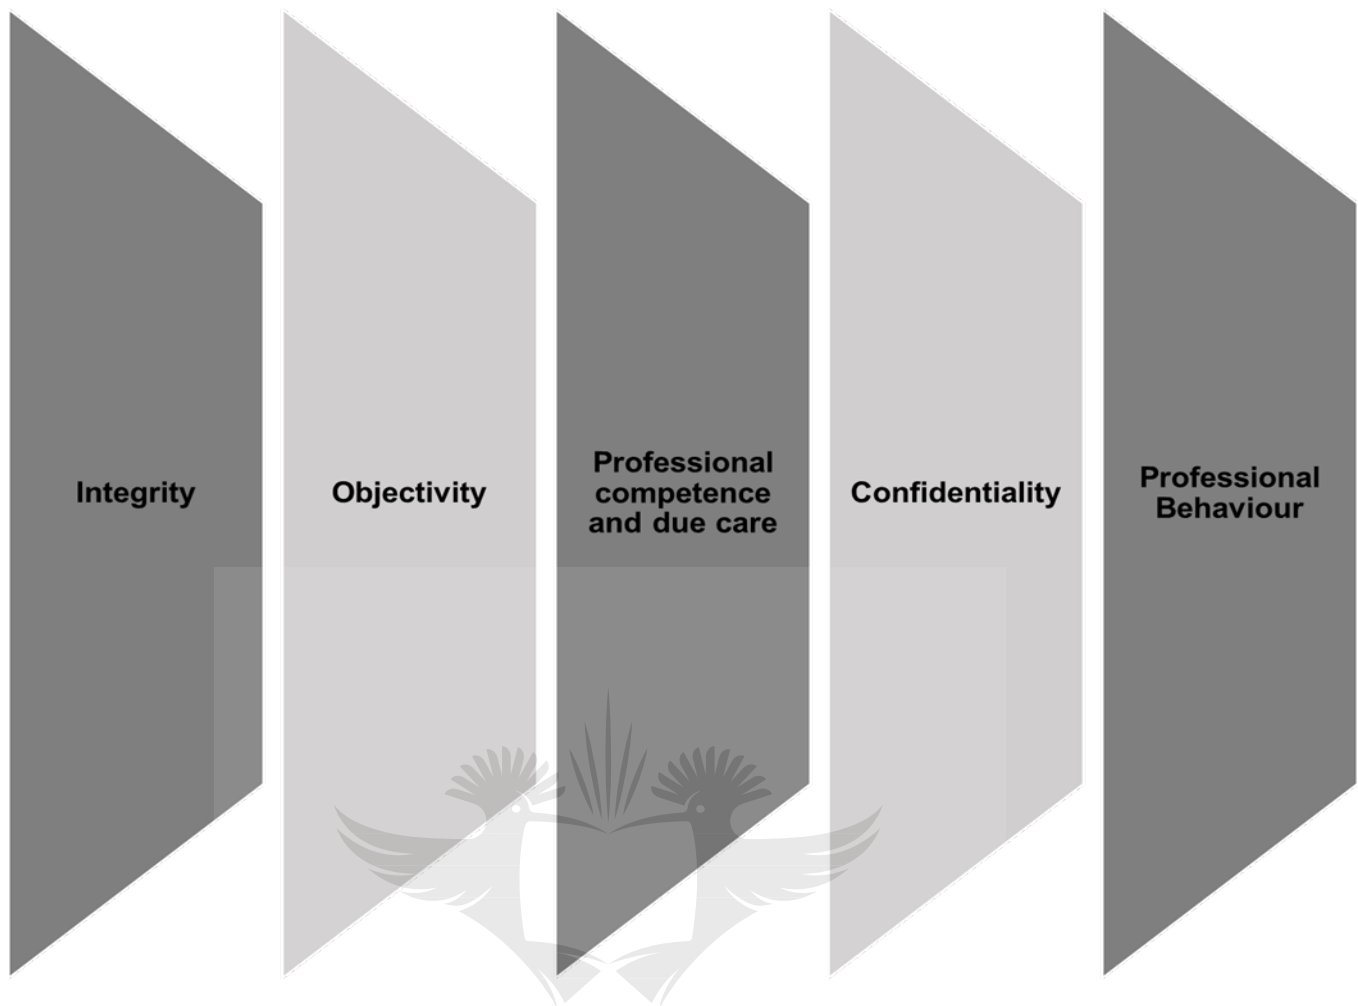 Integrity
Objectivity
Professional
competence
and due care
Confidentiality
Professional
Behaviour